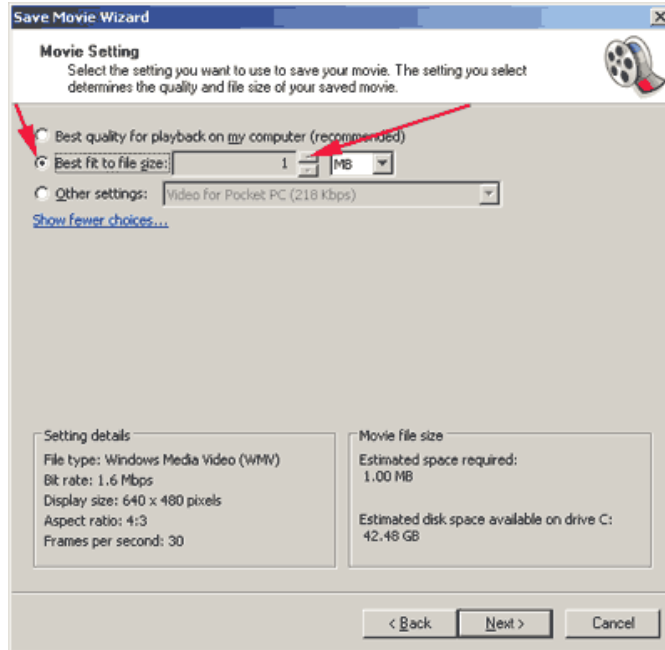 Save Movie Wizard
Movie Setting
Select the setting you want to use to save your movie. The setting you select
determines the quality and file size of your saved movie.
Best quality for playback on my computer (recommended)
Best fit to file size: 1 MB
Other settings: Video for Pocket PC (218 Kbps)
Show fewer choices...
Setting details
File type: Windows Media Video (WMV)
Bit rate: 1.6 Mbps
Display size: 640 x 480 pixels
Aspect ratio: 4:3
Frames per second: 30
Movie file size
Estimated space required:
1.00 MB
Estimated disk space available on drive C:
42.48 GB
< Back Next > Cancel